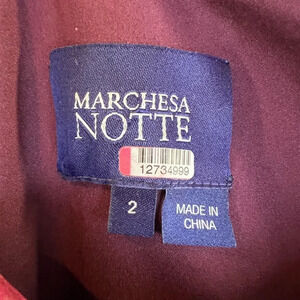 MARCHESA
NOTTE
12734999
2
MADE IN
CHINA